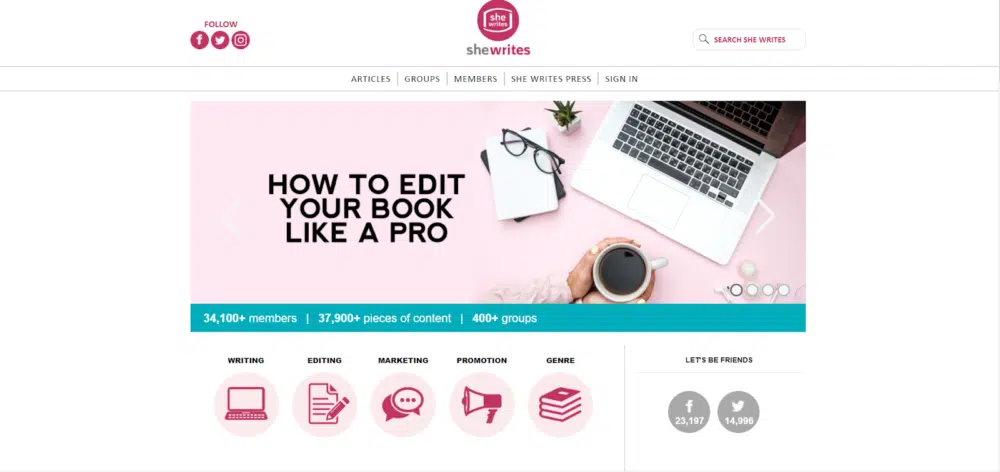 FOLLOW
she
writes
shewrites
SEARCH SHE WRITES
ARTICLES
GROUPS
MEMBERS
SHE WRITES PRESS
SIGN IN
HOW TO EDIT
YOUR BOOK
LIKE A PRO
34,100+ members | 37,900+ pieces of content | 400+ groups
WRITING
EDITING
MARKETING
PROMOTION
GENRE
LET'S BE FRIENDS
23,197
14,996